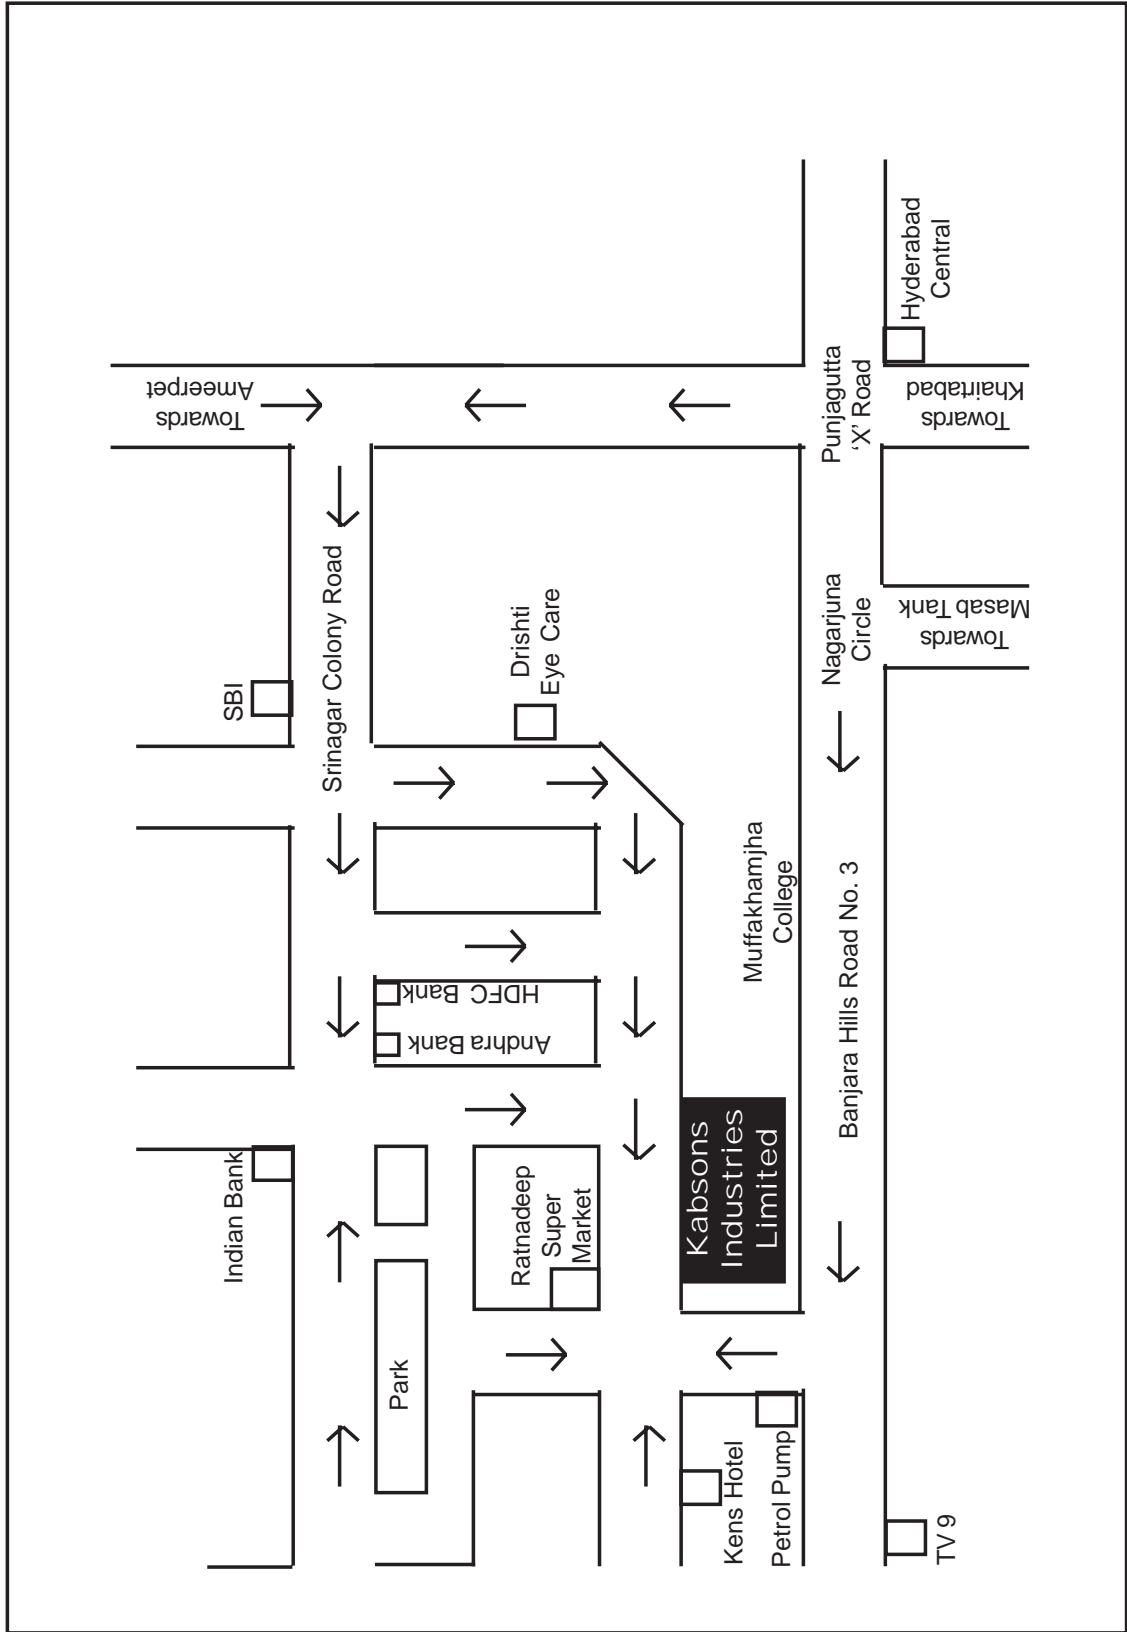 Towards
Ameerpet
SBI
Srinagar Colony Road
Indian Bank
Drishti
Eye Care
HDFC Bank
Andhra Bank
Park
Ratnadeep
Super
Market
Muffakhamjha
College
Kabsons
Industries
Limited
Kens Hotel
Petrol Pump
Banjara Hills Road No. 3
Nagarjuna
Circle
Punjagutta
‘X’ Road
Hyderabad
Central
Towards
Khairtabad
Towards
Masab Tank
TV 9